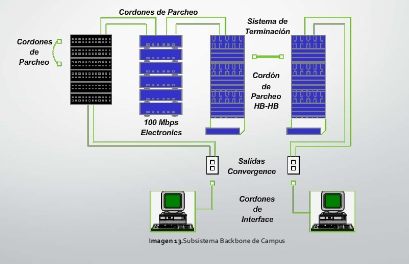 Cordones de Parcheo
Sistema de
Terminación
Cordones
de
Parcheo
Cordón
de
Parcheo
HB-HB
100 Mbps
Electronics
Salidas
Convergence
Cordones
de
Interface
Imagen 13.Subsistema Backbone de Campus